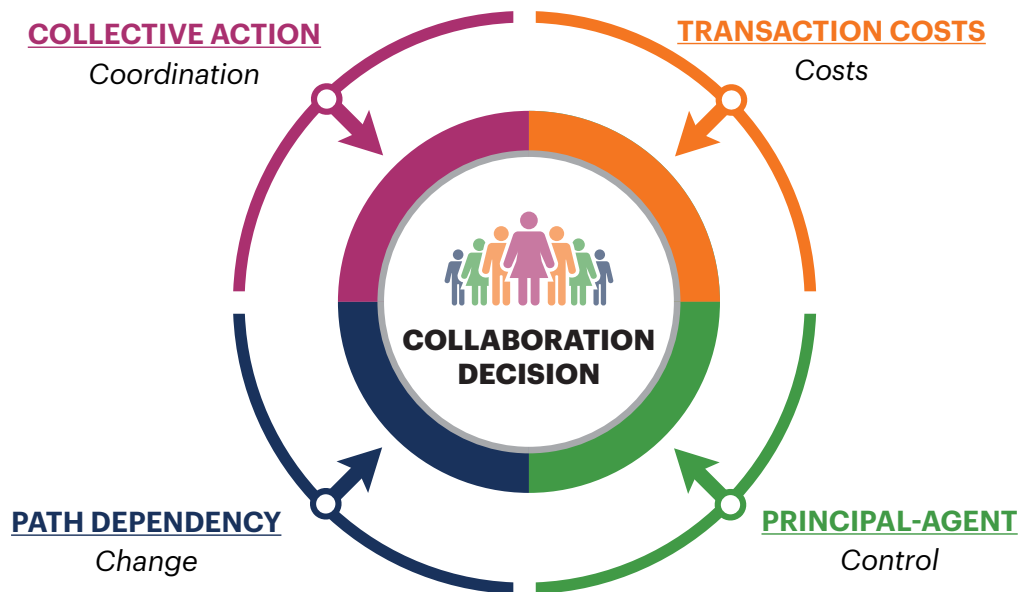 COLLECTIVE ACTION
Coordination
TRANSACTION COSTS
Costs
COLLABORATION
DECISION
PATH DEPENDENCY
Change
PRINCIPAL-AGENT
Control